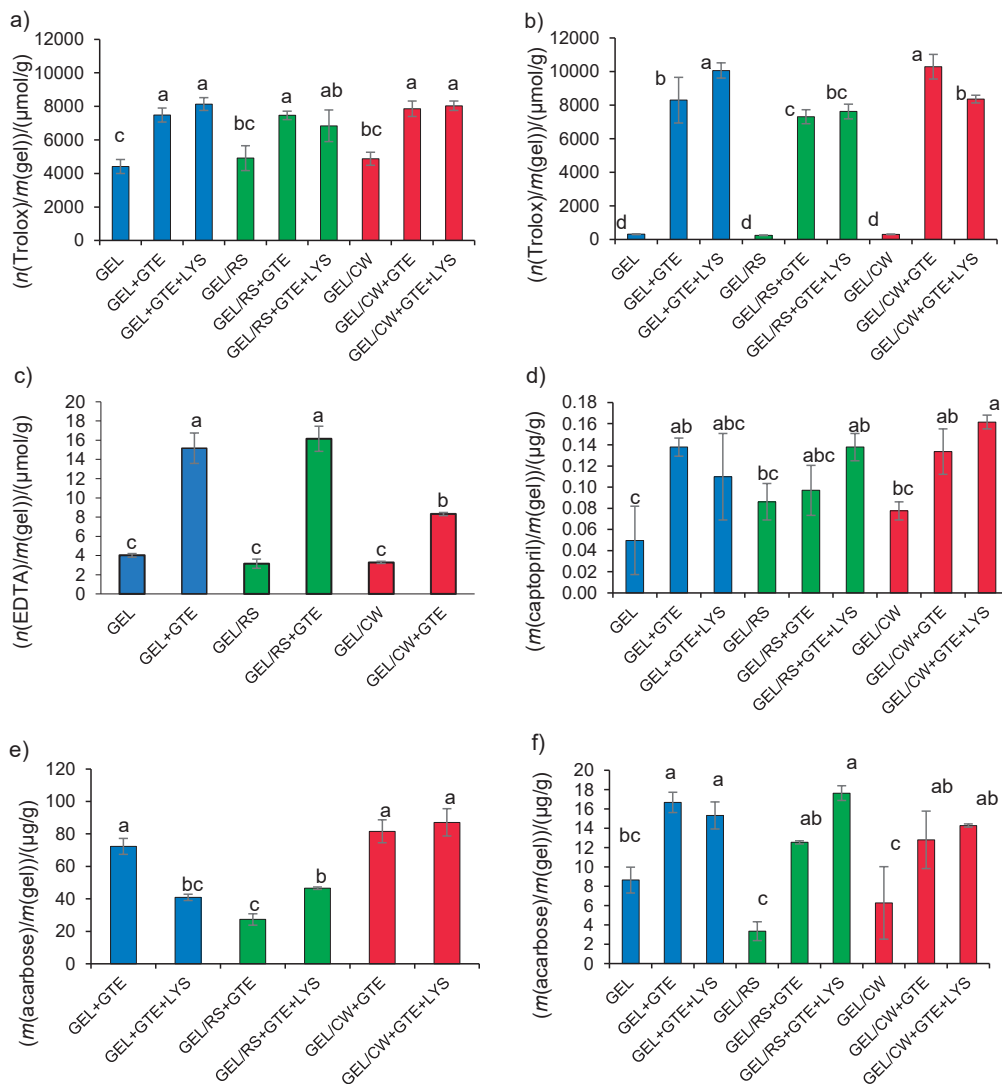 a)
(n(Trolox)/m(gel))/(μmol/g)
12000
10000
8000
6000
4000
2000
0
c
a
a
bc
a
ab
bc
a
a
GEL
GEL+GTE
GEL+GTE+LYS
GEL/RS
GEL/RS+GTE
GEL/RS+GTE+LYS
GEL/CW
GEL/CW+GTE
GEL/CW+GTE+LYS
b)
(n(Trolox)/m(gel))/(μmol/g)
12000
10000
8000
6000
4000
2000
0
d
b
a
d
c
bc
d
a
b
GEL
GEL+GTE
GEL+GTE+LYS
GEL/RS
GEL/RS+GTE
GEL/RS+GTE+LYS
GEL/CW
GEL/CW+GTE
GEL/CW+GTE+LYS
c)
(n(EDTA)/m(gel))/(μmol/g)
20
18
16
14
12
10
8
6
4
2
0
c
a
c
a
c
b
GEL
GEL+GTE
GEL/RS
GEL/RS+GTE
GEL/CW
GEL/CW+GTE
d)
(m(captopril)/m(gel))/(μg/g)
0.18
0.16
0.14
0.12
0.10
0.08
0.06
0.04
0.02
0.00
c
ab
abc
bc
abc
ab
bc
ab
a
GEL
GEL+GTE
GEL+GTE+LYS
GEL/RS
GEL/RS+GTE
GEL/RS+GTE+LYS
GEL/CW
GEL/CW+GTE
GEL/CW+GTE+LYS
e)
(m(acarbose)/m(gel))/(μg/g)
120
100
80
60
40
20
0
a
bc
c
b
a
a
GEL+GTE
GEL+GTE+LYS
GEL/RS+GTE
GEL/RS+GTE+LYS
GEL/CW+GTE
GEL/CW+GTE+LYS
f)
(m(acarbose)/m(gel))/(μg/g)
20
18
16
14
12
10
8
6
4
2
0
bc
a
a
c
ab
a
c
ab
ab
GEL
GEL+GTE
GEL+GTE+LYS
GEL/RS
GEL/RS+GTE
GEL/RS+GTE+LYS
GEL/CW
GEL/CW+GTE
GEL/CW+GTE+LYS